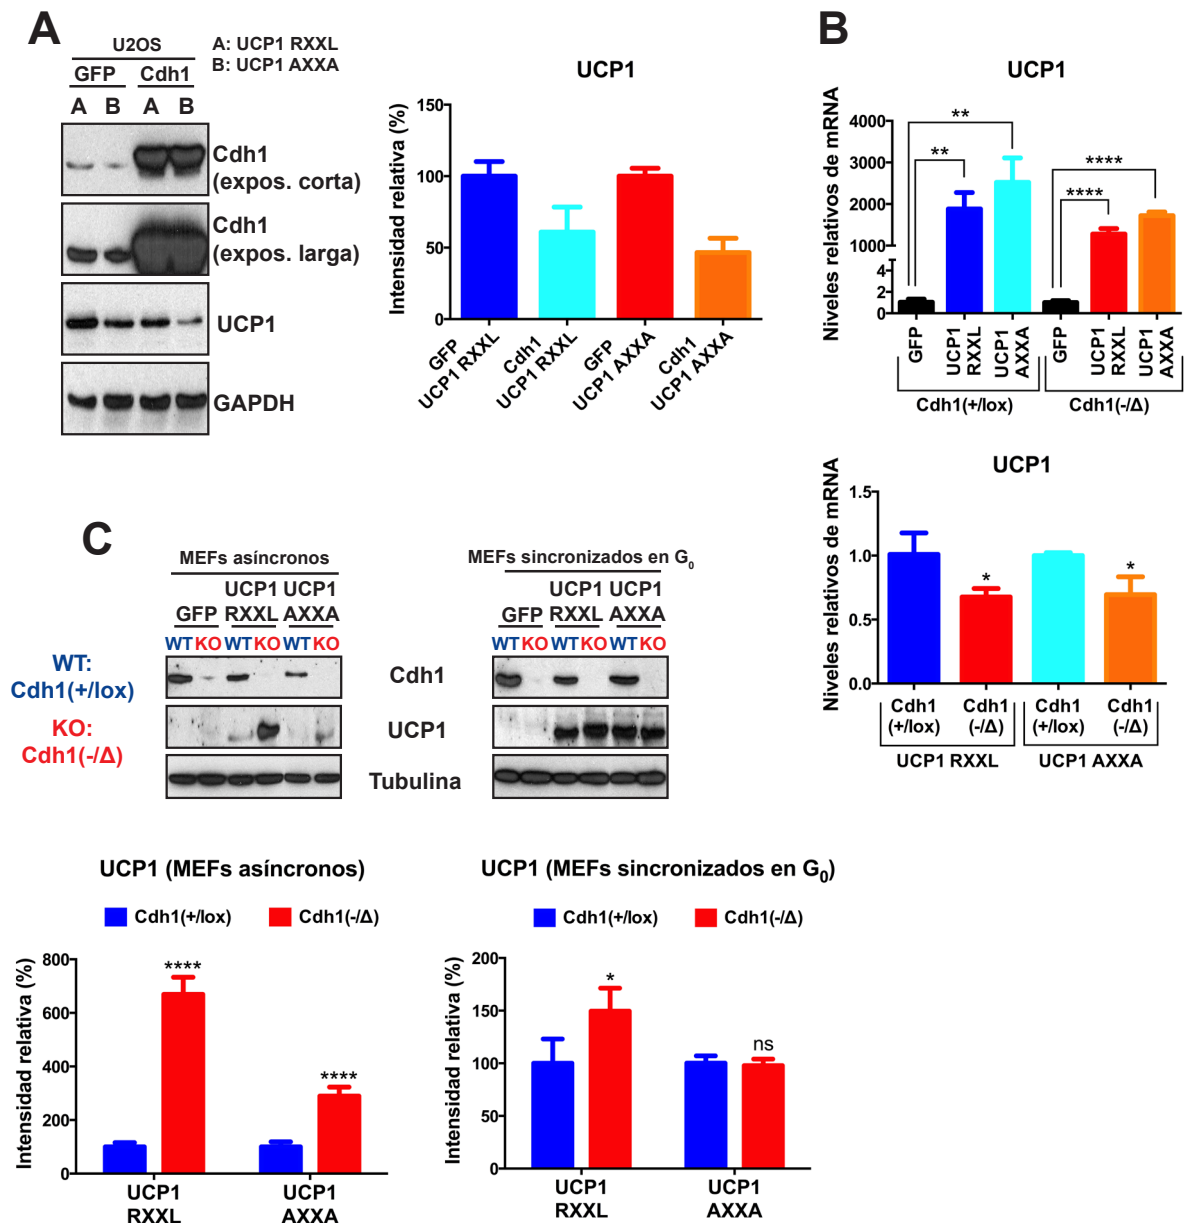 A
U2OS
GFP Cdh1
A B A B
A: UCP1 RXXL
B: UCP1 AXXA
Cdh1
(expos. corta)
Cdh1
(expos. larga)
UCP1
GAPDH
UCP1
Intensidad relativa (%)
150
100
50
0
GFP
UCP1 RXXL
Cdh1
UCP1 RXXL
GFP
UCP1 AXXA
Cdh1
UCP1 AXXA
B
UCP1
Niveles relativos de mRNA
4000
3000
2000
1000
4
2
0
**
**
****
****
GFP
UCP1
RXXL
UCP1
AXXA
GFP
UCP1
RXXL
UCP1
AXXA
Cdh1(+/lox)
Cdh1(-/Δ)
UCP1
Niveles relativos de mRNA
1.5
1.0
0.5
0.0
*
*
Cdh1
(+/lox)
Cdh1
(-/Δ)
Cdh1
(+/lox)
Cdh1
(-/Δ)
UCP1 RXXL
UCP1 AXXA
C
MEFs asíncronos
UCP1 UCP1
GFP RXXL AXXA
WT KO WT KO WT KO
MEFs sincronizados en G0
UCP1 UCP1
GFP RXXL AXXA
WT KO WT KO WT KO
WT:
Cdh1(+/lox)
KO:
Cdh1(-/Δ)
Cdh1
UCP1
Tubulina
UCP1 (MEFs asíncronos)
Cdh1(+/lox) Cdh1(-/Δ)
Intensidad relativa (%)
800
600
400
200
0
****
****
UCP1
RXXL
UCP1
AXXA
UCP1 (MEFs sincronizados en G0)
Cdh1(+/lox) Cdh1(-/Δ)
Intensidad relativa (%)
200
150
100
50
0
*
ns
UCP1
RXXL
UCP1
AXXA